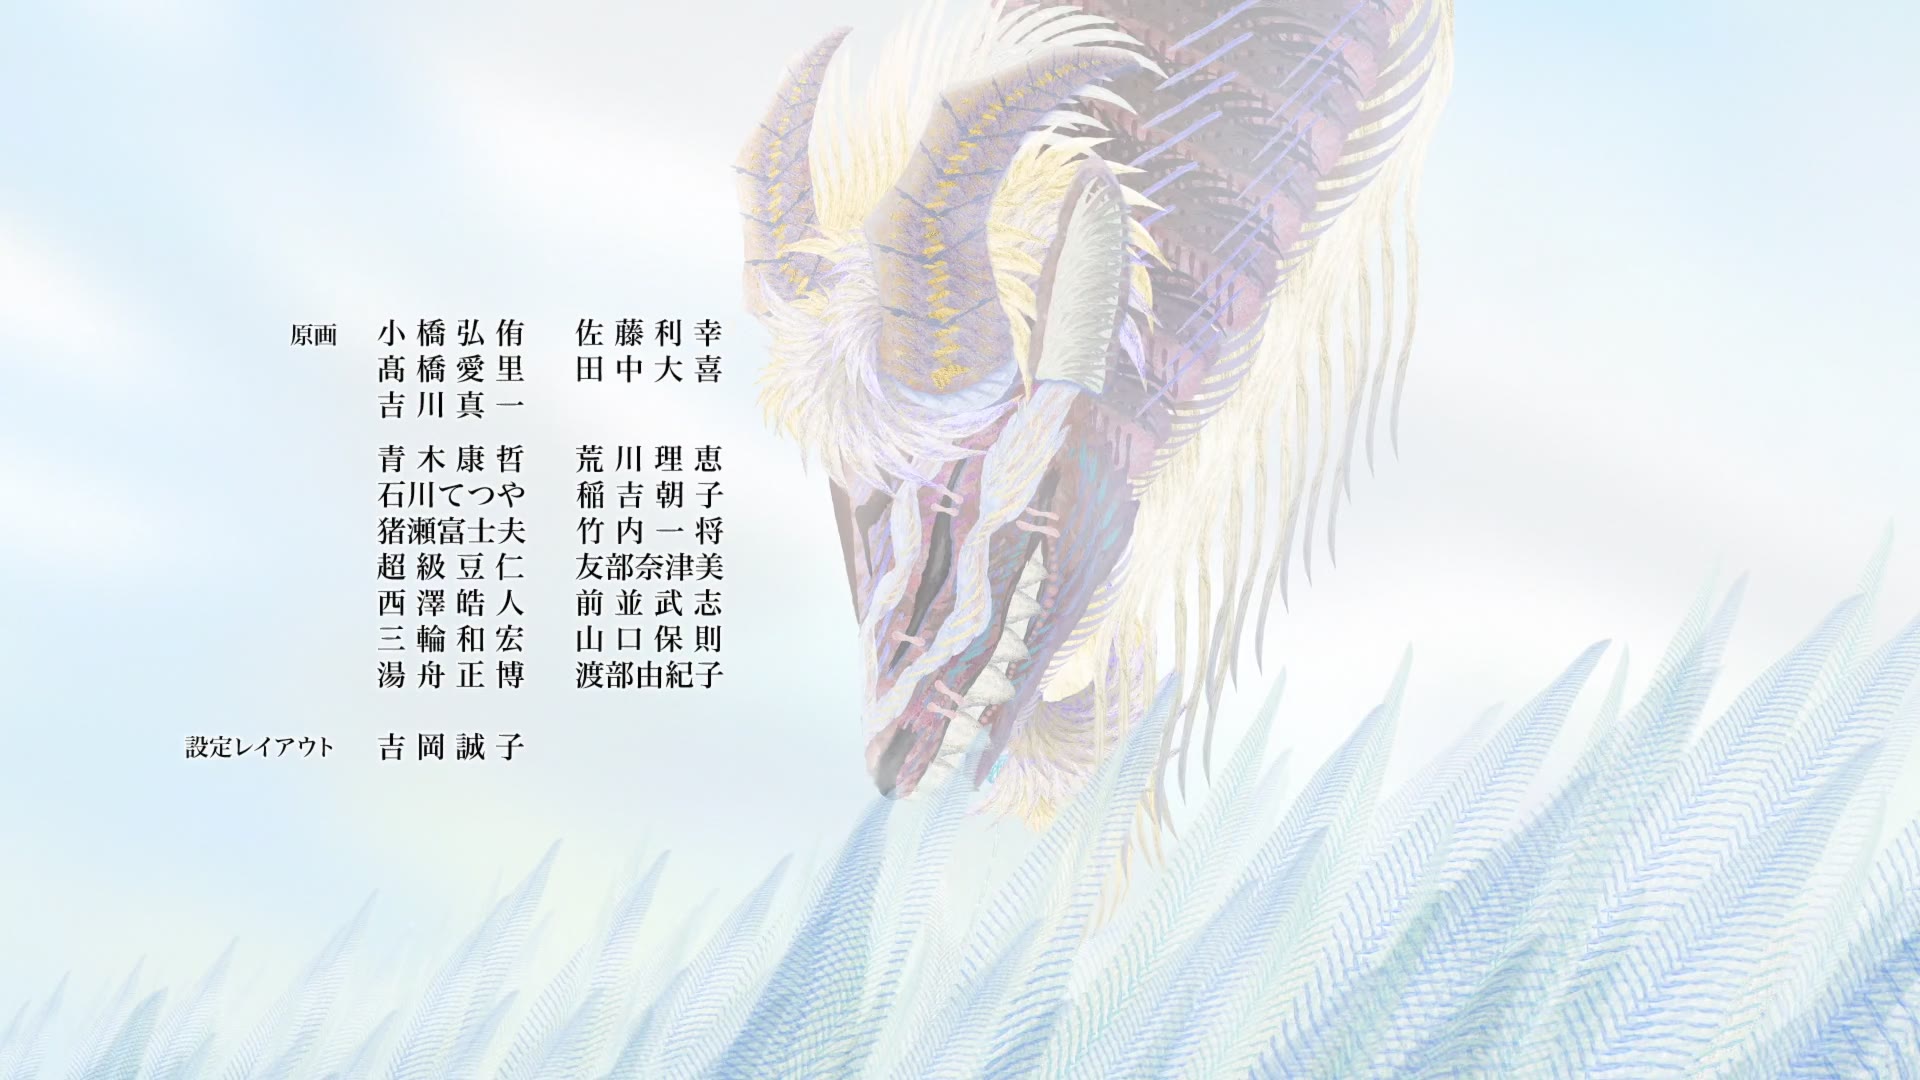 原画 小橋弘侑 佐藤利幸
髙橋愛里 田中大喜
吉川真一
青木康哲 荒川理恵
石川てつや 稲吉朝子
猪瀬富士夫 竹内一将
超級豆仁 友部奈津美
西澤皓人 前並武志
三輪和宏 山口保則
湯舟正博 渡部由紀子
設定レイアウト 吉岡誠子